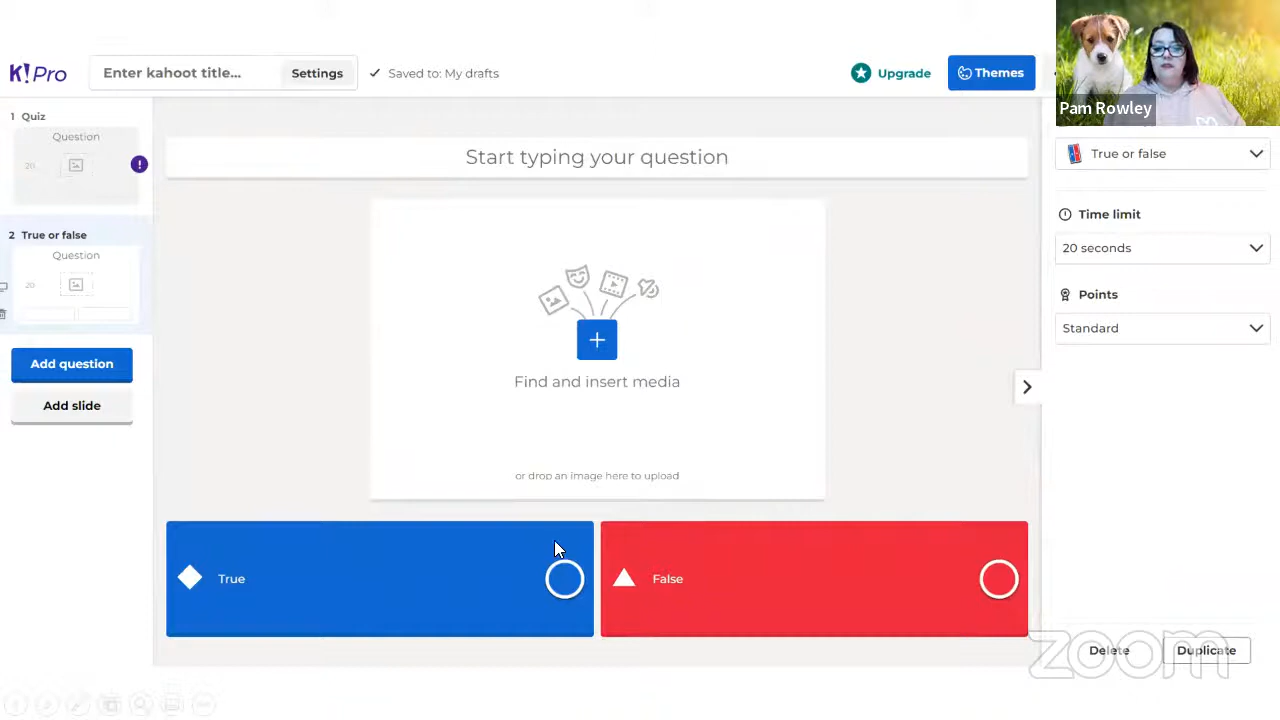 K! Pro
Enter kahoot title...
Settings
Saved to: My drafts
Upgrade
Themes
Pam Rowley
1 Quiz
Question
20
2 True or false
Question
20
Add question
Add slide
Start typing your question
Find and insert media
or drop an image here to upload
True
False
True or false
Time limit
20 seconds
Points
Standard
Delete
Duplicate
zoom